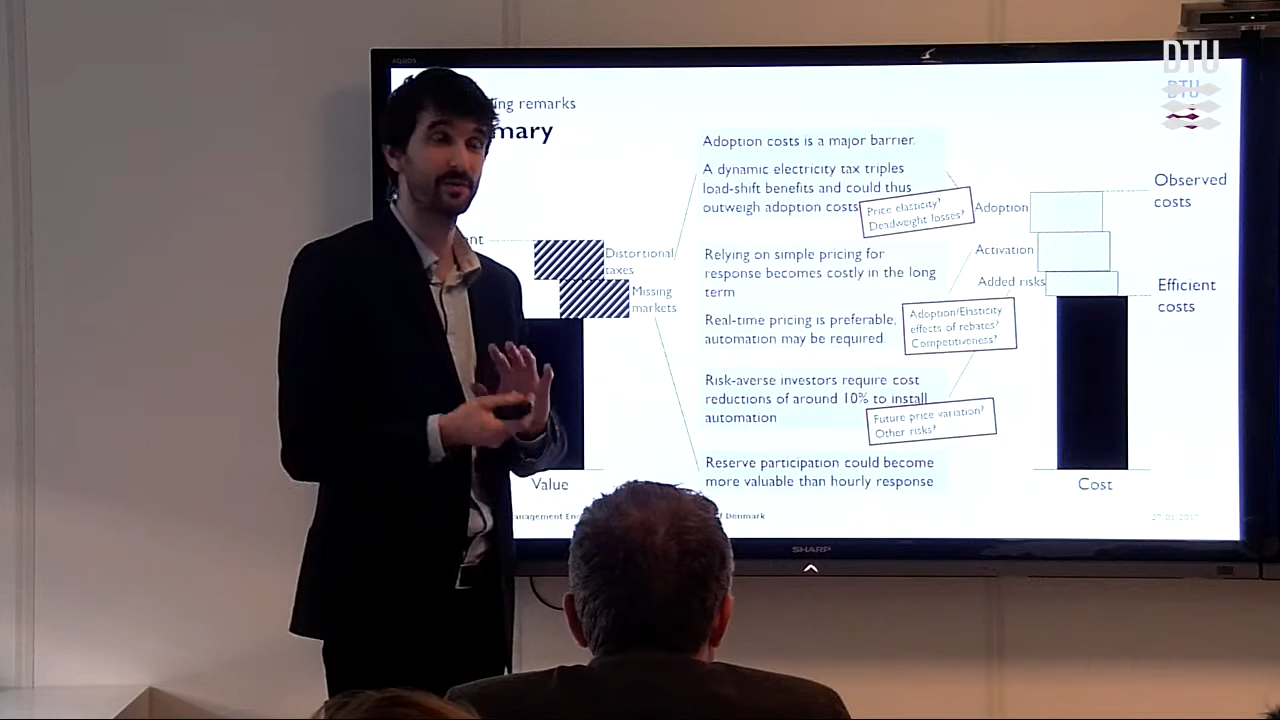 AQUOS
DTU
DTU
remarks
mary
Adoption costs is a major barrier.
A dynamic electricity tax triples
load-shift benefits and could thus
outweigh adoption costs
Price elasticity?
Deadweight losses?
Adoption
Observed
costs
Distortional
taxes
Missing
markets
Relying on simple pricing for
response becomes costly in the long
term
Activation
Added risks
Efficient
costs
Real-time pricing is preferable,
automation may be required.
Adoption/Elasticity
effects of rebates?
Competitiveness?
Risk-averse investors require cost
reductions of around 10% to install
automation
Future price variation?
Other risks?
Reserve participation could become
more valuable than hourly response
Value
Cost
Denmark
SHARP